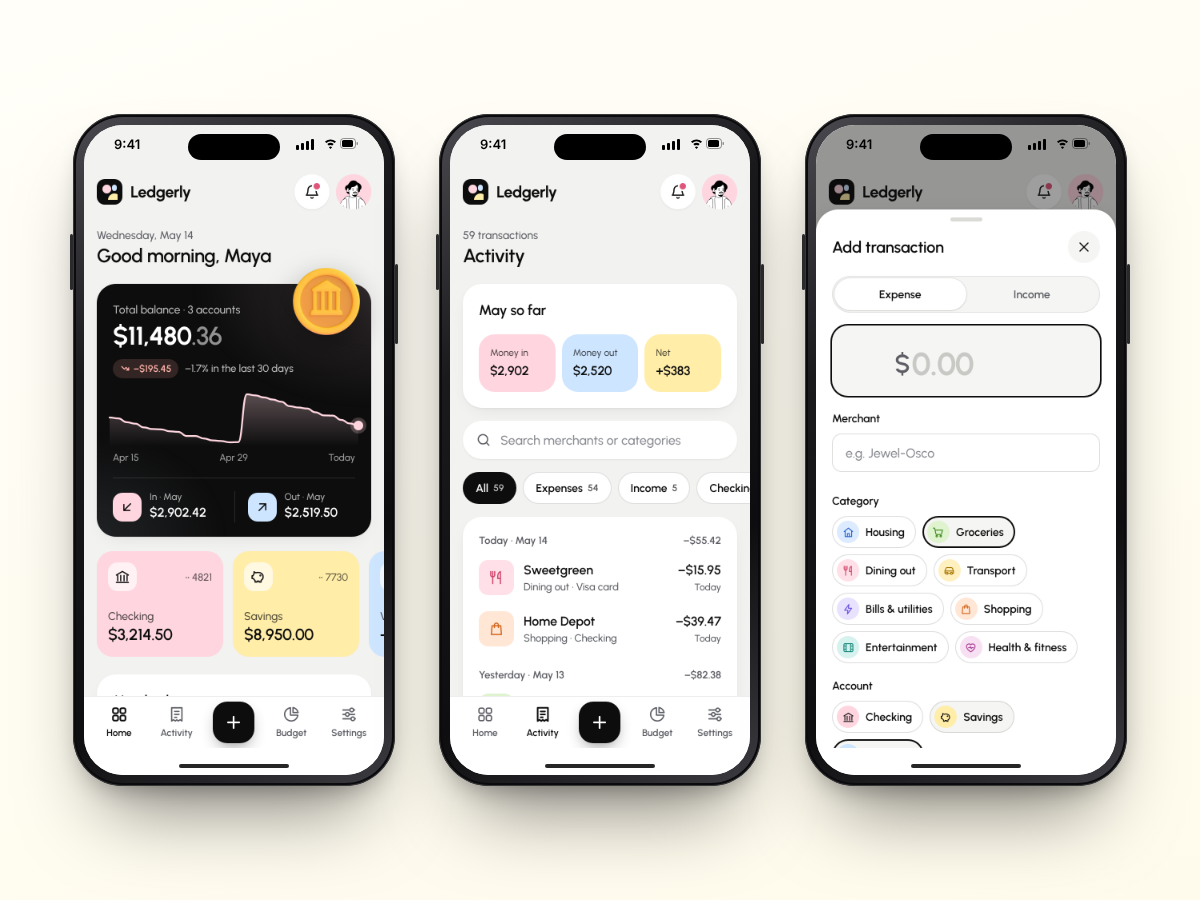 9:41
Ledgerly
Wednesday, May 14
Good morning, Maya
Total balance · 3 accounts
$11,480.36
−$195.45 −1.7% in the last 30 days
Apr 15 Apr 29 Today
In · May
$2,902.42
Out · May
$2,519.50
·· 4821
Checking
$3,214.50
·· 7730
Savings
$8,950.00
Home Activity Budget Settings
9:41
Ledgerly
59 transactions
Activity
May so far
Money in
$2,902
Money out
$2,520
Net
+$383
Search merchants or categories
All 59 Expenses 54 Income 5 Checkin
Today · May 14 −$55.42
Sweetgreen −$15.95
Dining out · Visa card Today
Home Depot −$39.47
Shopping · Checking Today
Yesterday · May 13 −$82.38
Home Activity Budget Settings
9:41
Ledgerly
Add transaction
Expense Income
$0.00
Merchant
e.g. Jewel-Osco
Category
Housing Groceries
Dining out Transport
Bills & utilities Shopping
Entertainment Health & fitness
Account
Checking Savings